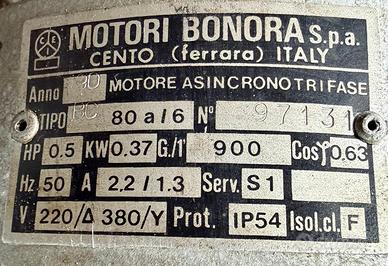 MOTORI BONORA S.p.a.
CENTO (ferrara) ITALY
Anno 90 MOTORE ASINCRONO TRIFASE
TIPO BC 80 a/6 N° 97131
HP 0.5 KW 0.37 G./1' 900 Cosφ 0.63
Hz 50 A 2.2/1.3 Serv. S1
V 220/Δ 380/Y Prot. IP54 Isol.cl. F